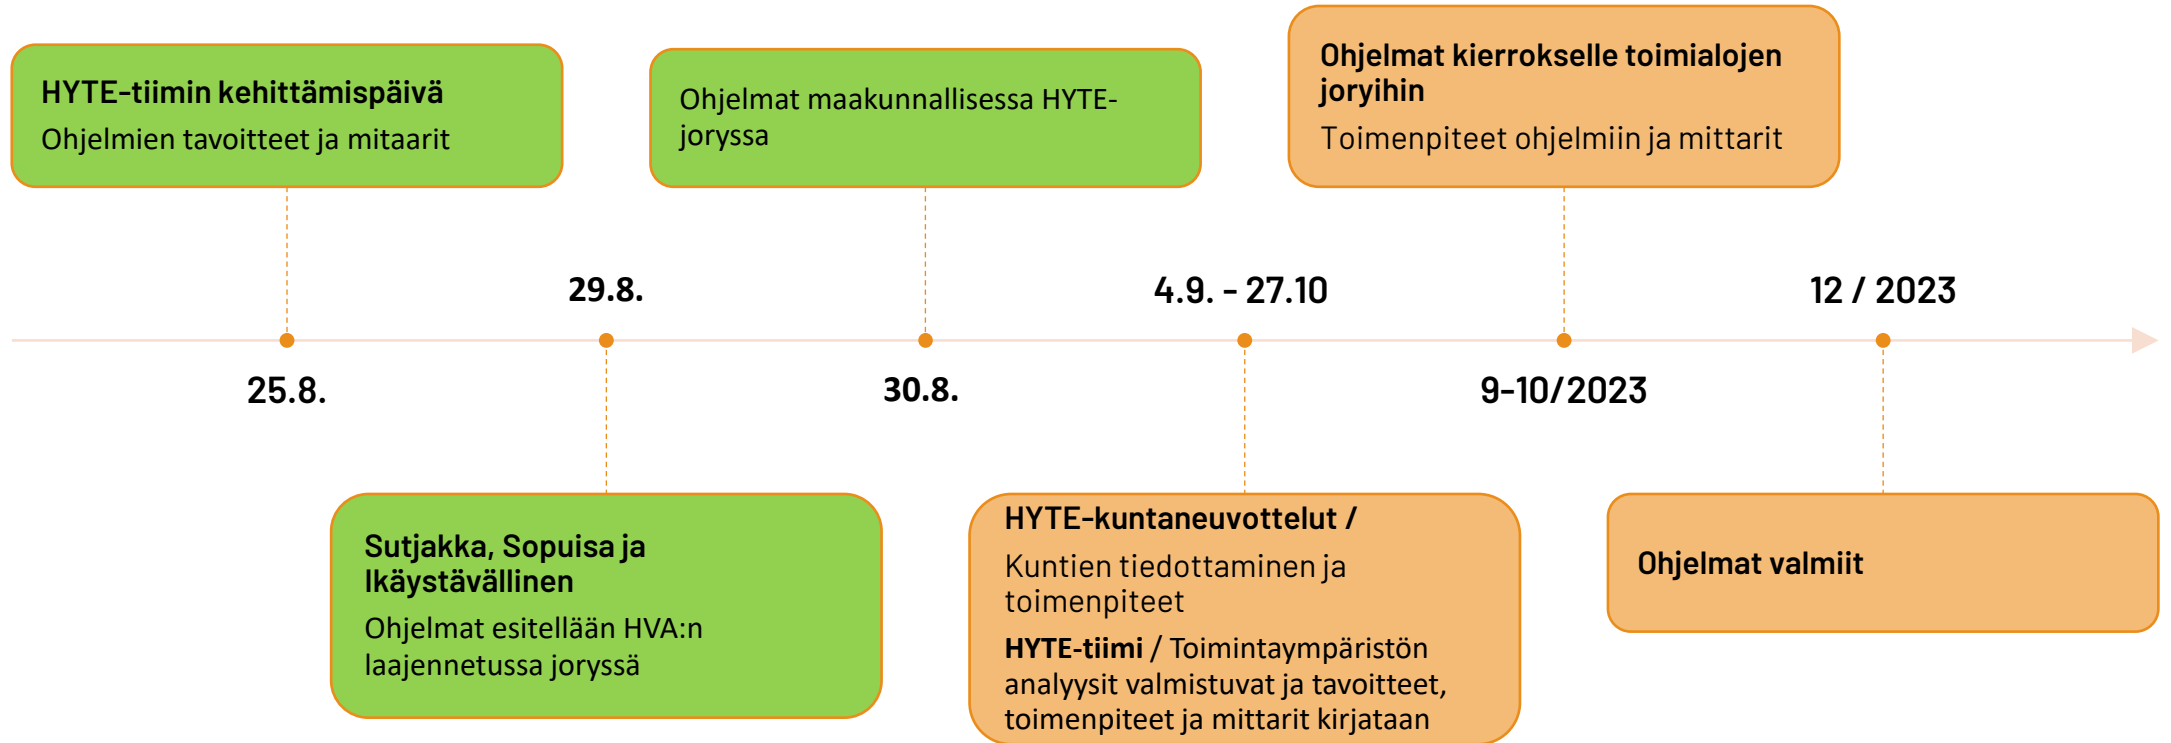 HYTE-tiimin kehittämispäivä
Ohjelmien tavoitteet ja mitaarit
Ohjelmat maakunnallisessa HYTE-
joryssa
Ohjelmat kierrokselle toimialojen
joryihin
Toimenpiteet ohjelmiin ja mittarit
29.8.
4.9. - 27.10
12 / 2023
25.8.
30.8.
9-10/2023
Sutjakka, Sopuisa ja
Ikäystävällinen
Ohjelmat esitellään HVA:n
laajennetussa joryssä
HYTE-kuntaneuvottelut /
Kuntien tiedottaminen ja
toimenpiteet
HYTE-tiimi / Toimintaympäristön
analyysit valmistuvat ja tavoitteet,
toimenpiteet ja mittarit kirjataan
Ohjelmat valmiit